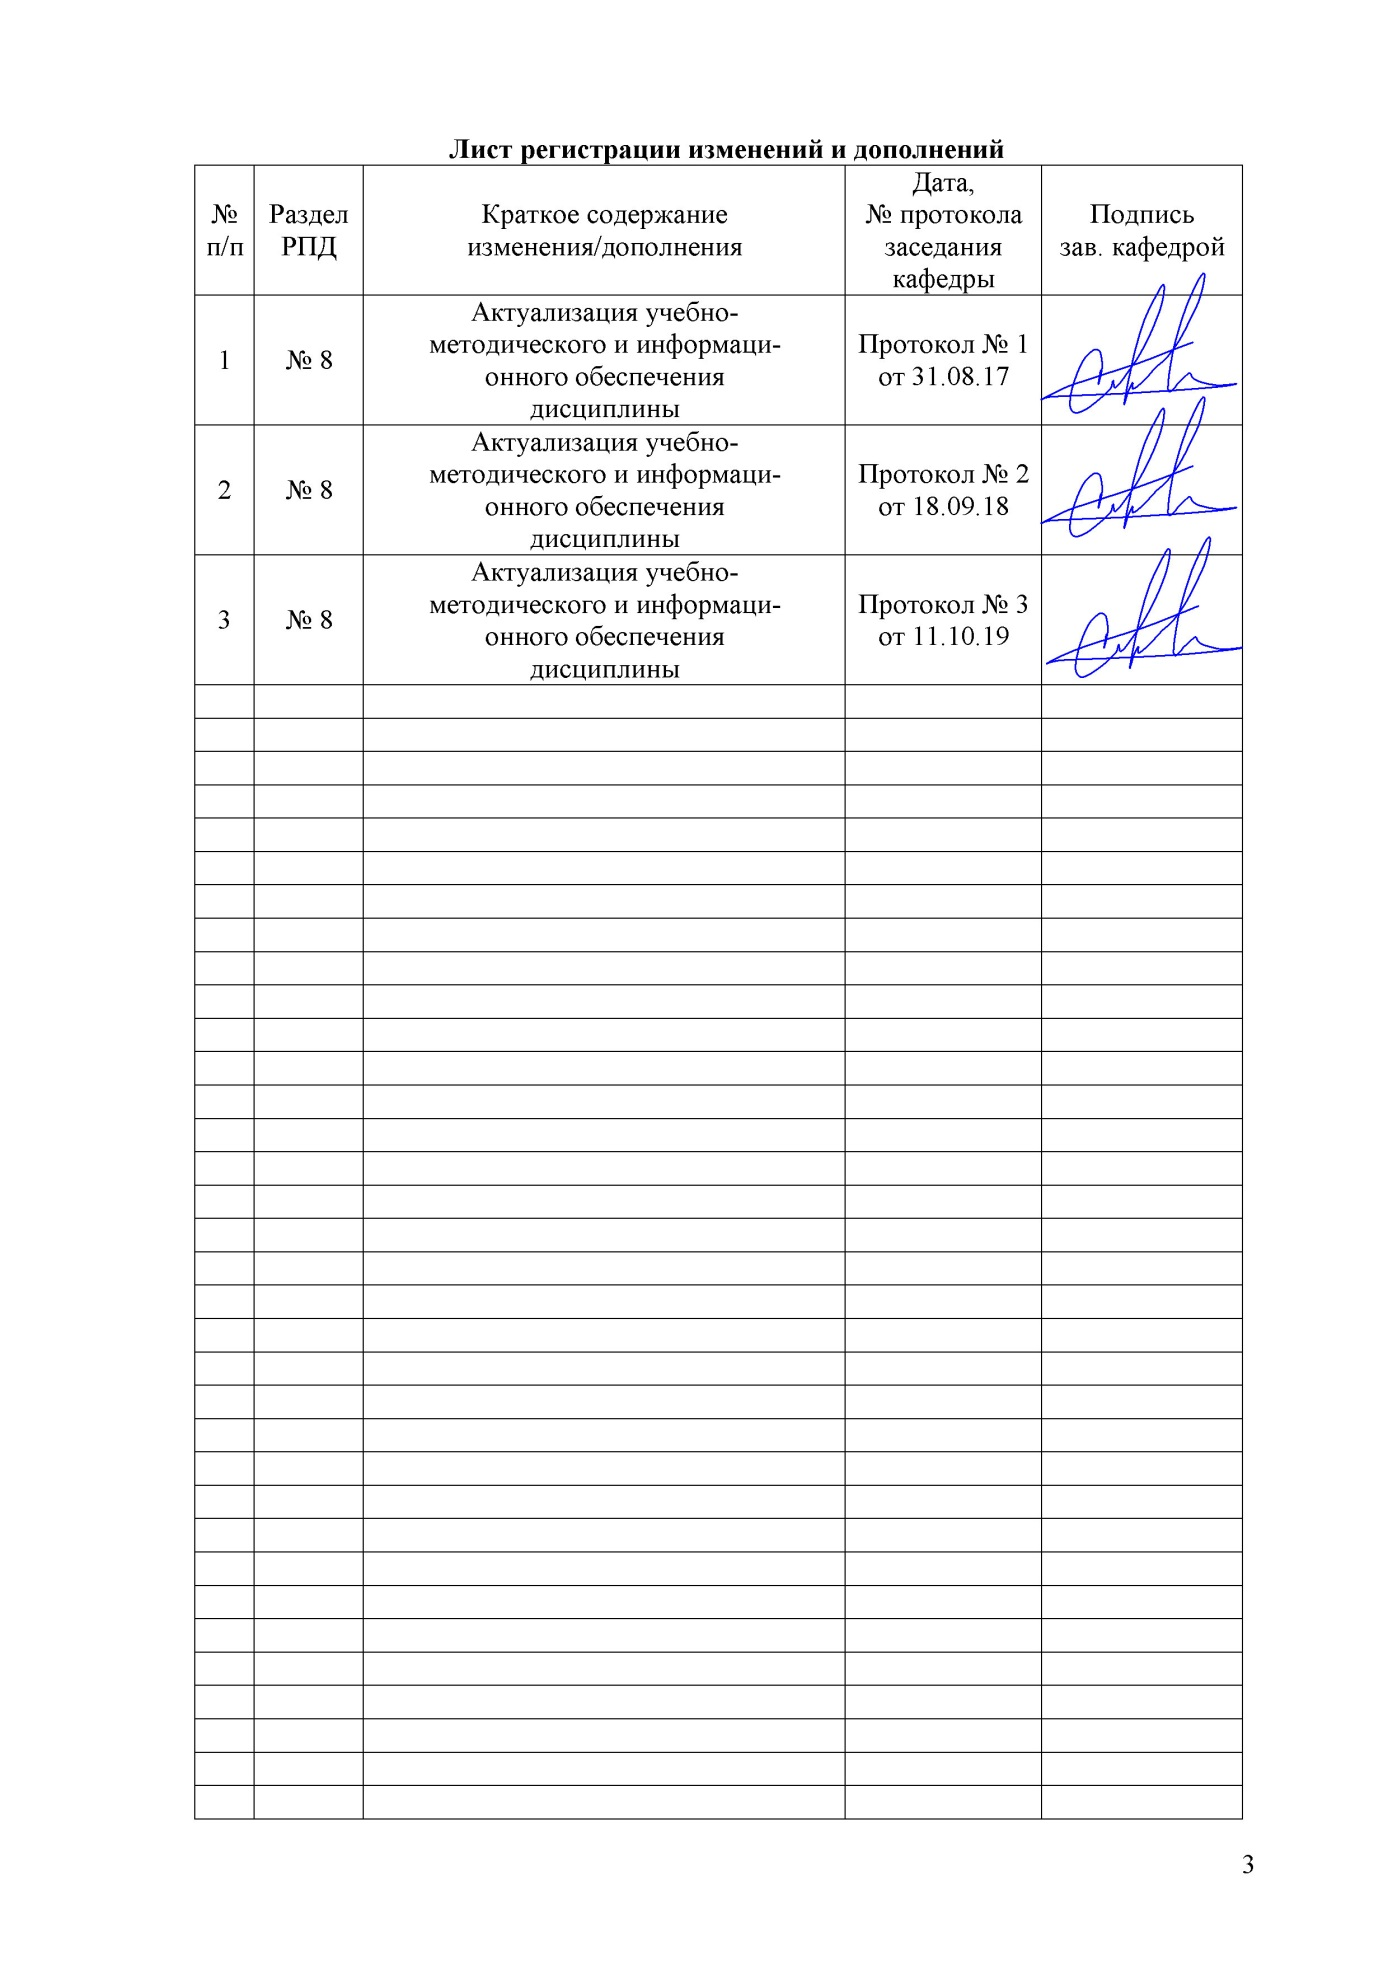 Лист регистрации изменений и дополнений
№
п/п
Раздел
РПД
Краткое содержание
изменения/дополнения
Дата,
№ протокола
заседания
кафедры
Подпись
зав. кафедрой
1
№ 8
Актуализация учебно-
методического и информаци-
онного обеспечения
дисциплины
Протокол № 1
от 31.08.17
2
№ 8
Актуализация учебно-
методического и информаци-
онного обеспечения
дисциплины
Протокол № 2
от 18.09.18
3
№ 8
Актуализация учебно-
методического и информаци-
онного обеспечения
дисциплины
Протокол № 3
от 11.10.19
3